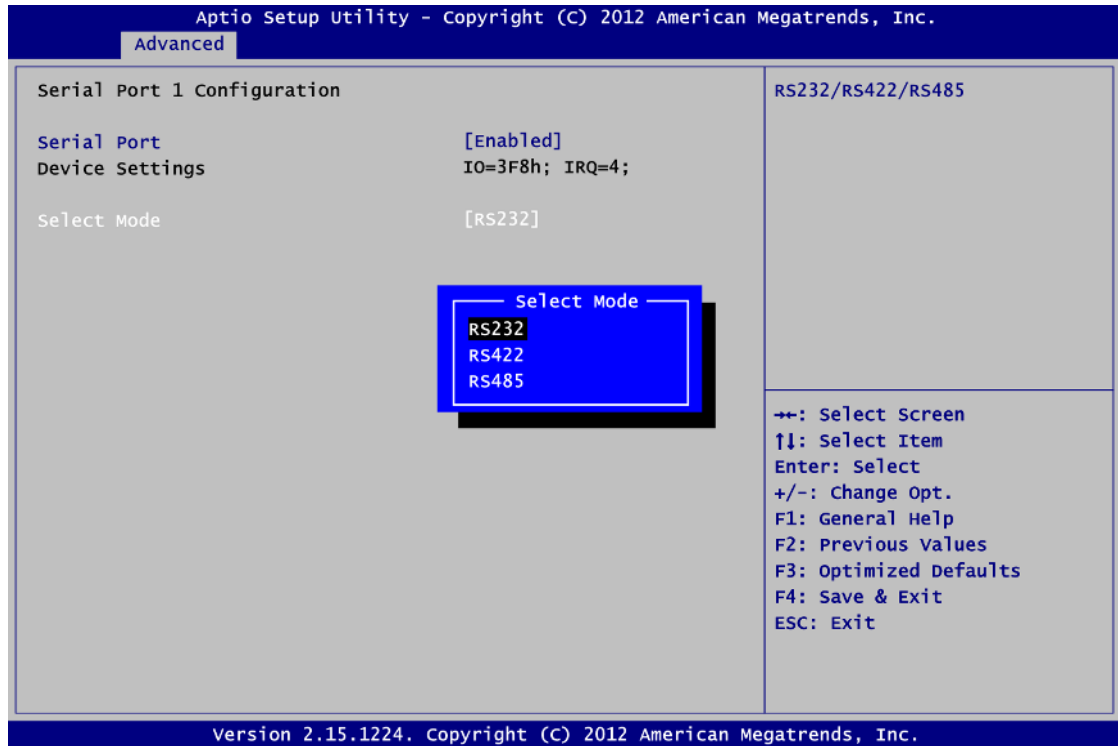 Aptio Setup Utility - Copyright (C) 2012 American Megatrends, Inc.
Advanced
Serial Port 1 Configuration
Serial Port [Enabled]
Device Settings IO=3F8h; IRQ=4;
Select Mode [RS232]
Select Mode
RS232
RS422
RS485
RS232/RS422/RS485
→←: Select Screen
↑↓: Select Item
Enter: Select
+/-: Change Opt.
F1: General Help
F2: Previous Values
F3: Optimized Defaults
F4: Save & Exit
ESC: Exit
Version 2.15.1224. Copyright (C) 2012 American Megatrends, Inc.